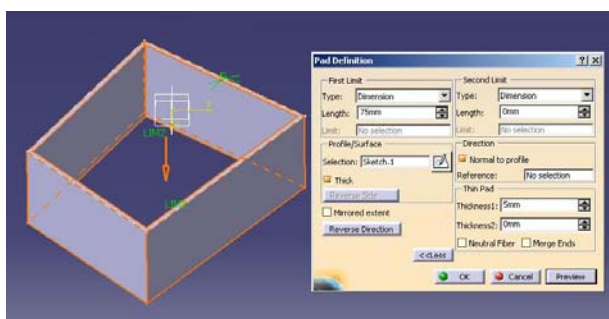 Pad Definition
? X
First Limit
Type: Dimension
Length: 75mm
Limit: No selection
Profile/Surface
Selection: Sketch.1
Thick
Reverse Side
Mirrored extent
Reverse Direction
<<Less
Second Limit
Type: Dimension
Length: 0mm
Limit: No selection
Direction
Normal to profile
Reference: No selection
Thin Pad
Thickness1: 5mm
Thickness2: 0mm
Neutral Fiber Merge Ends
OK Cancel Preview
LIM2